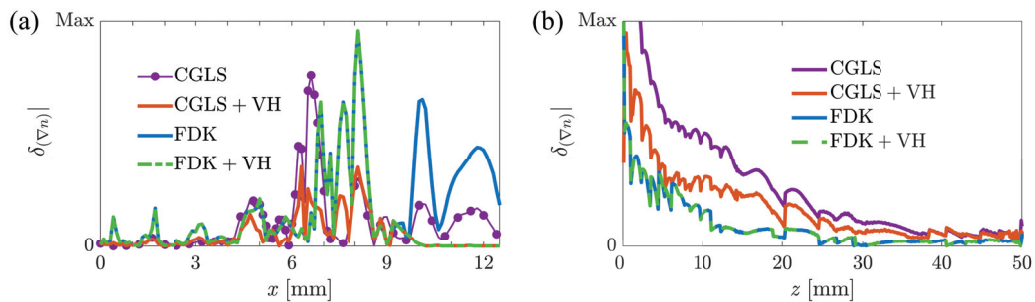 (a)
Max
δ(∇n)|
0
CGLS
CGLS + VH
FDK
FDK + VH
0 3 6 9 12
x [mm]
(b)
Max
δ(∇n)|
0
CGLS
CGLS + VH
FDK
FDK + VH
0 10 20 30 40 50
z [mm]